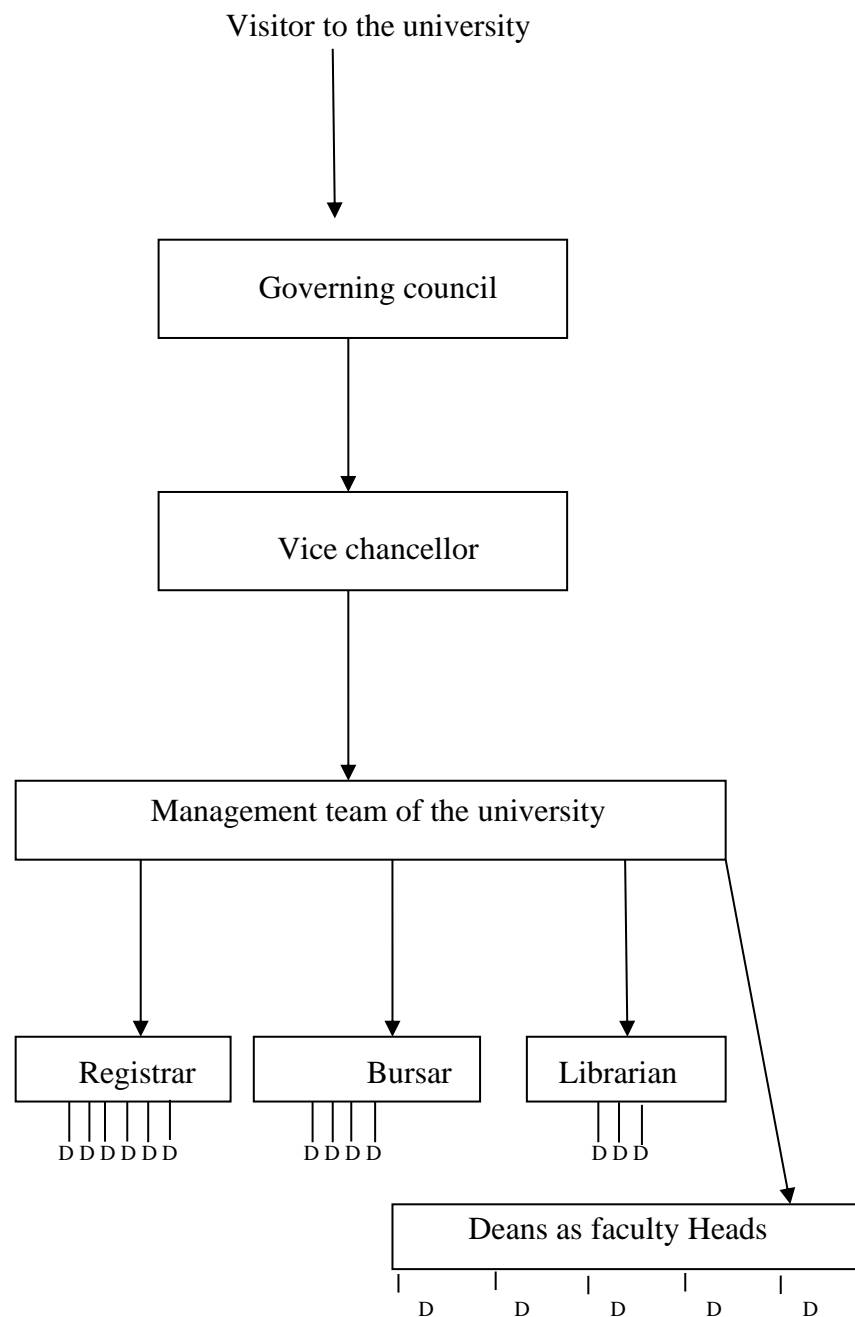 Visitor to the university
Governing council
Vice chancellor
Management team of the university
Registrar
Bursar
Librarian
D D D D D D
D D D D
D D D
Deans as faculty Heads
D D D D D